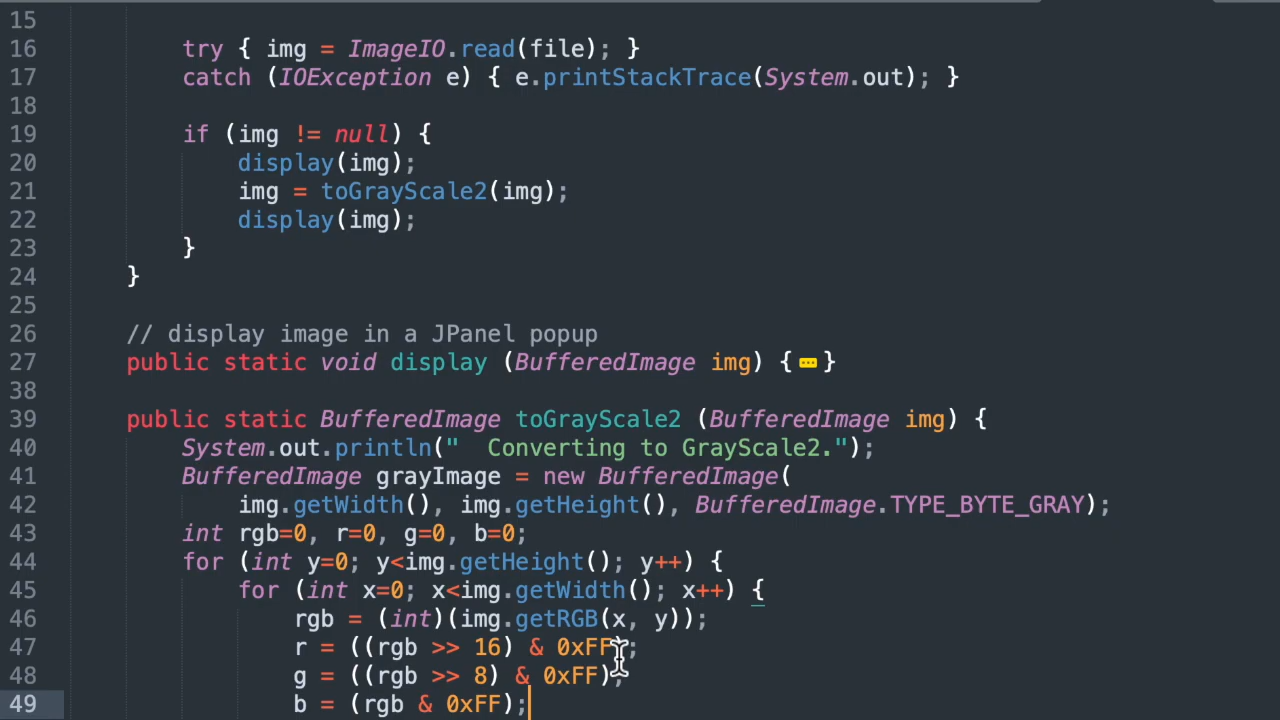 15
16 try { img = ImageIO.read(file); }
17 catch (IOException e) { e.printStackTrace(System.out); }
18
19 if (img != null) {
20 display(img);
21 img = toGrayScale2(img);
22 display(img);
23 }
24 }
25
26 // display image in a JPanel popup
27 public static void display (BufferedImage img) {...}
38
39 public static BufferedImage toGrayScale2 (BufferedImage img) {
40 System.out.println("  Converting to GrayScale2.");
41 BufferedImage grayImage = new BufferedImage(
42 img.getWidth(), img.getHeight(), BufferedImage.TYPE_BYTE_GRAY);
43 int rgb=0, r=0, g=0, b=0;
44 for (int y=0; y<img.getHeight(); y++) {
45 for (int x=0; x<img.getWidth(); x++) {
46 rgb = (int)(img.getRGB(x, y));
47 r = ((rgb >> 16) & 0xFF);
48 g = ((rgb >> 8) & 0xFF);
49 b = (rgb & 0xFF);